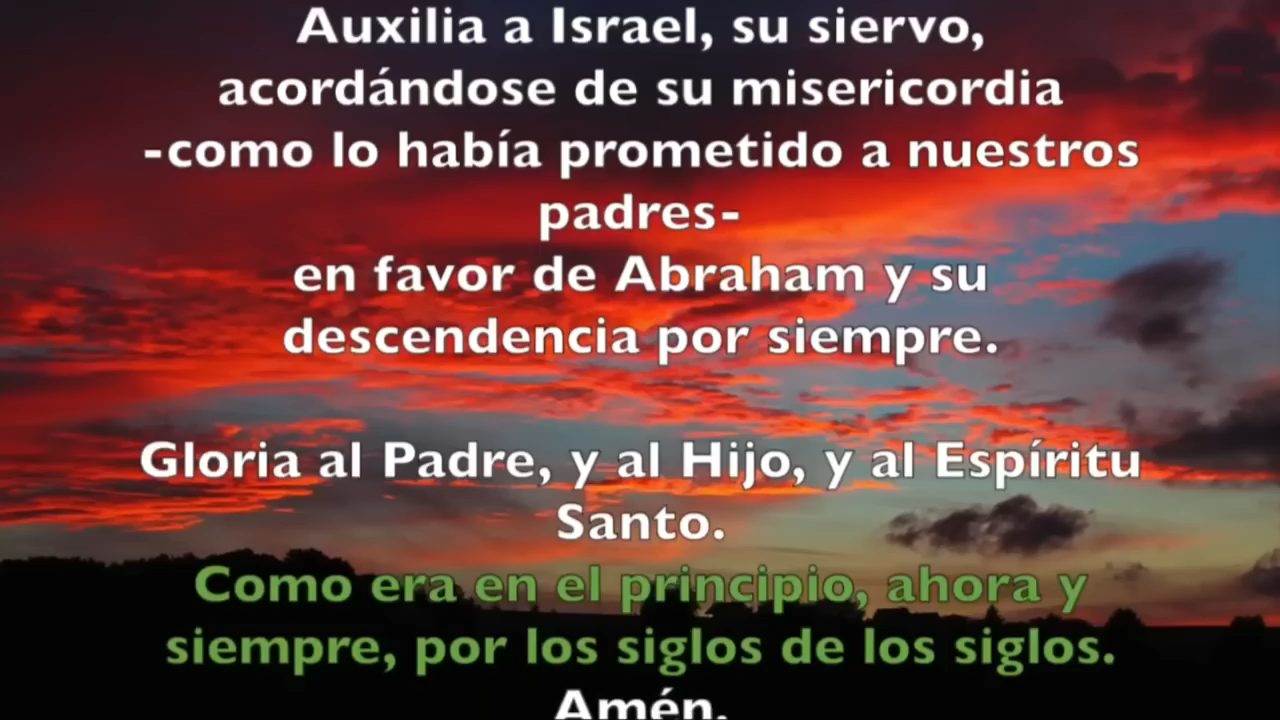 Auxilia a Israel, su siervo,
acordándose de su misericordia
-como lo había prometido a nuestros
padres-
en favor de Abraham y su
descendencia por siempre.
Gloria al Padre, y al Hijo, y al Espíritu
Santo.
Como era en el principio, ahora y
siempre, por los siglos de los siglos.
Amén.